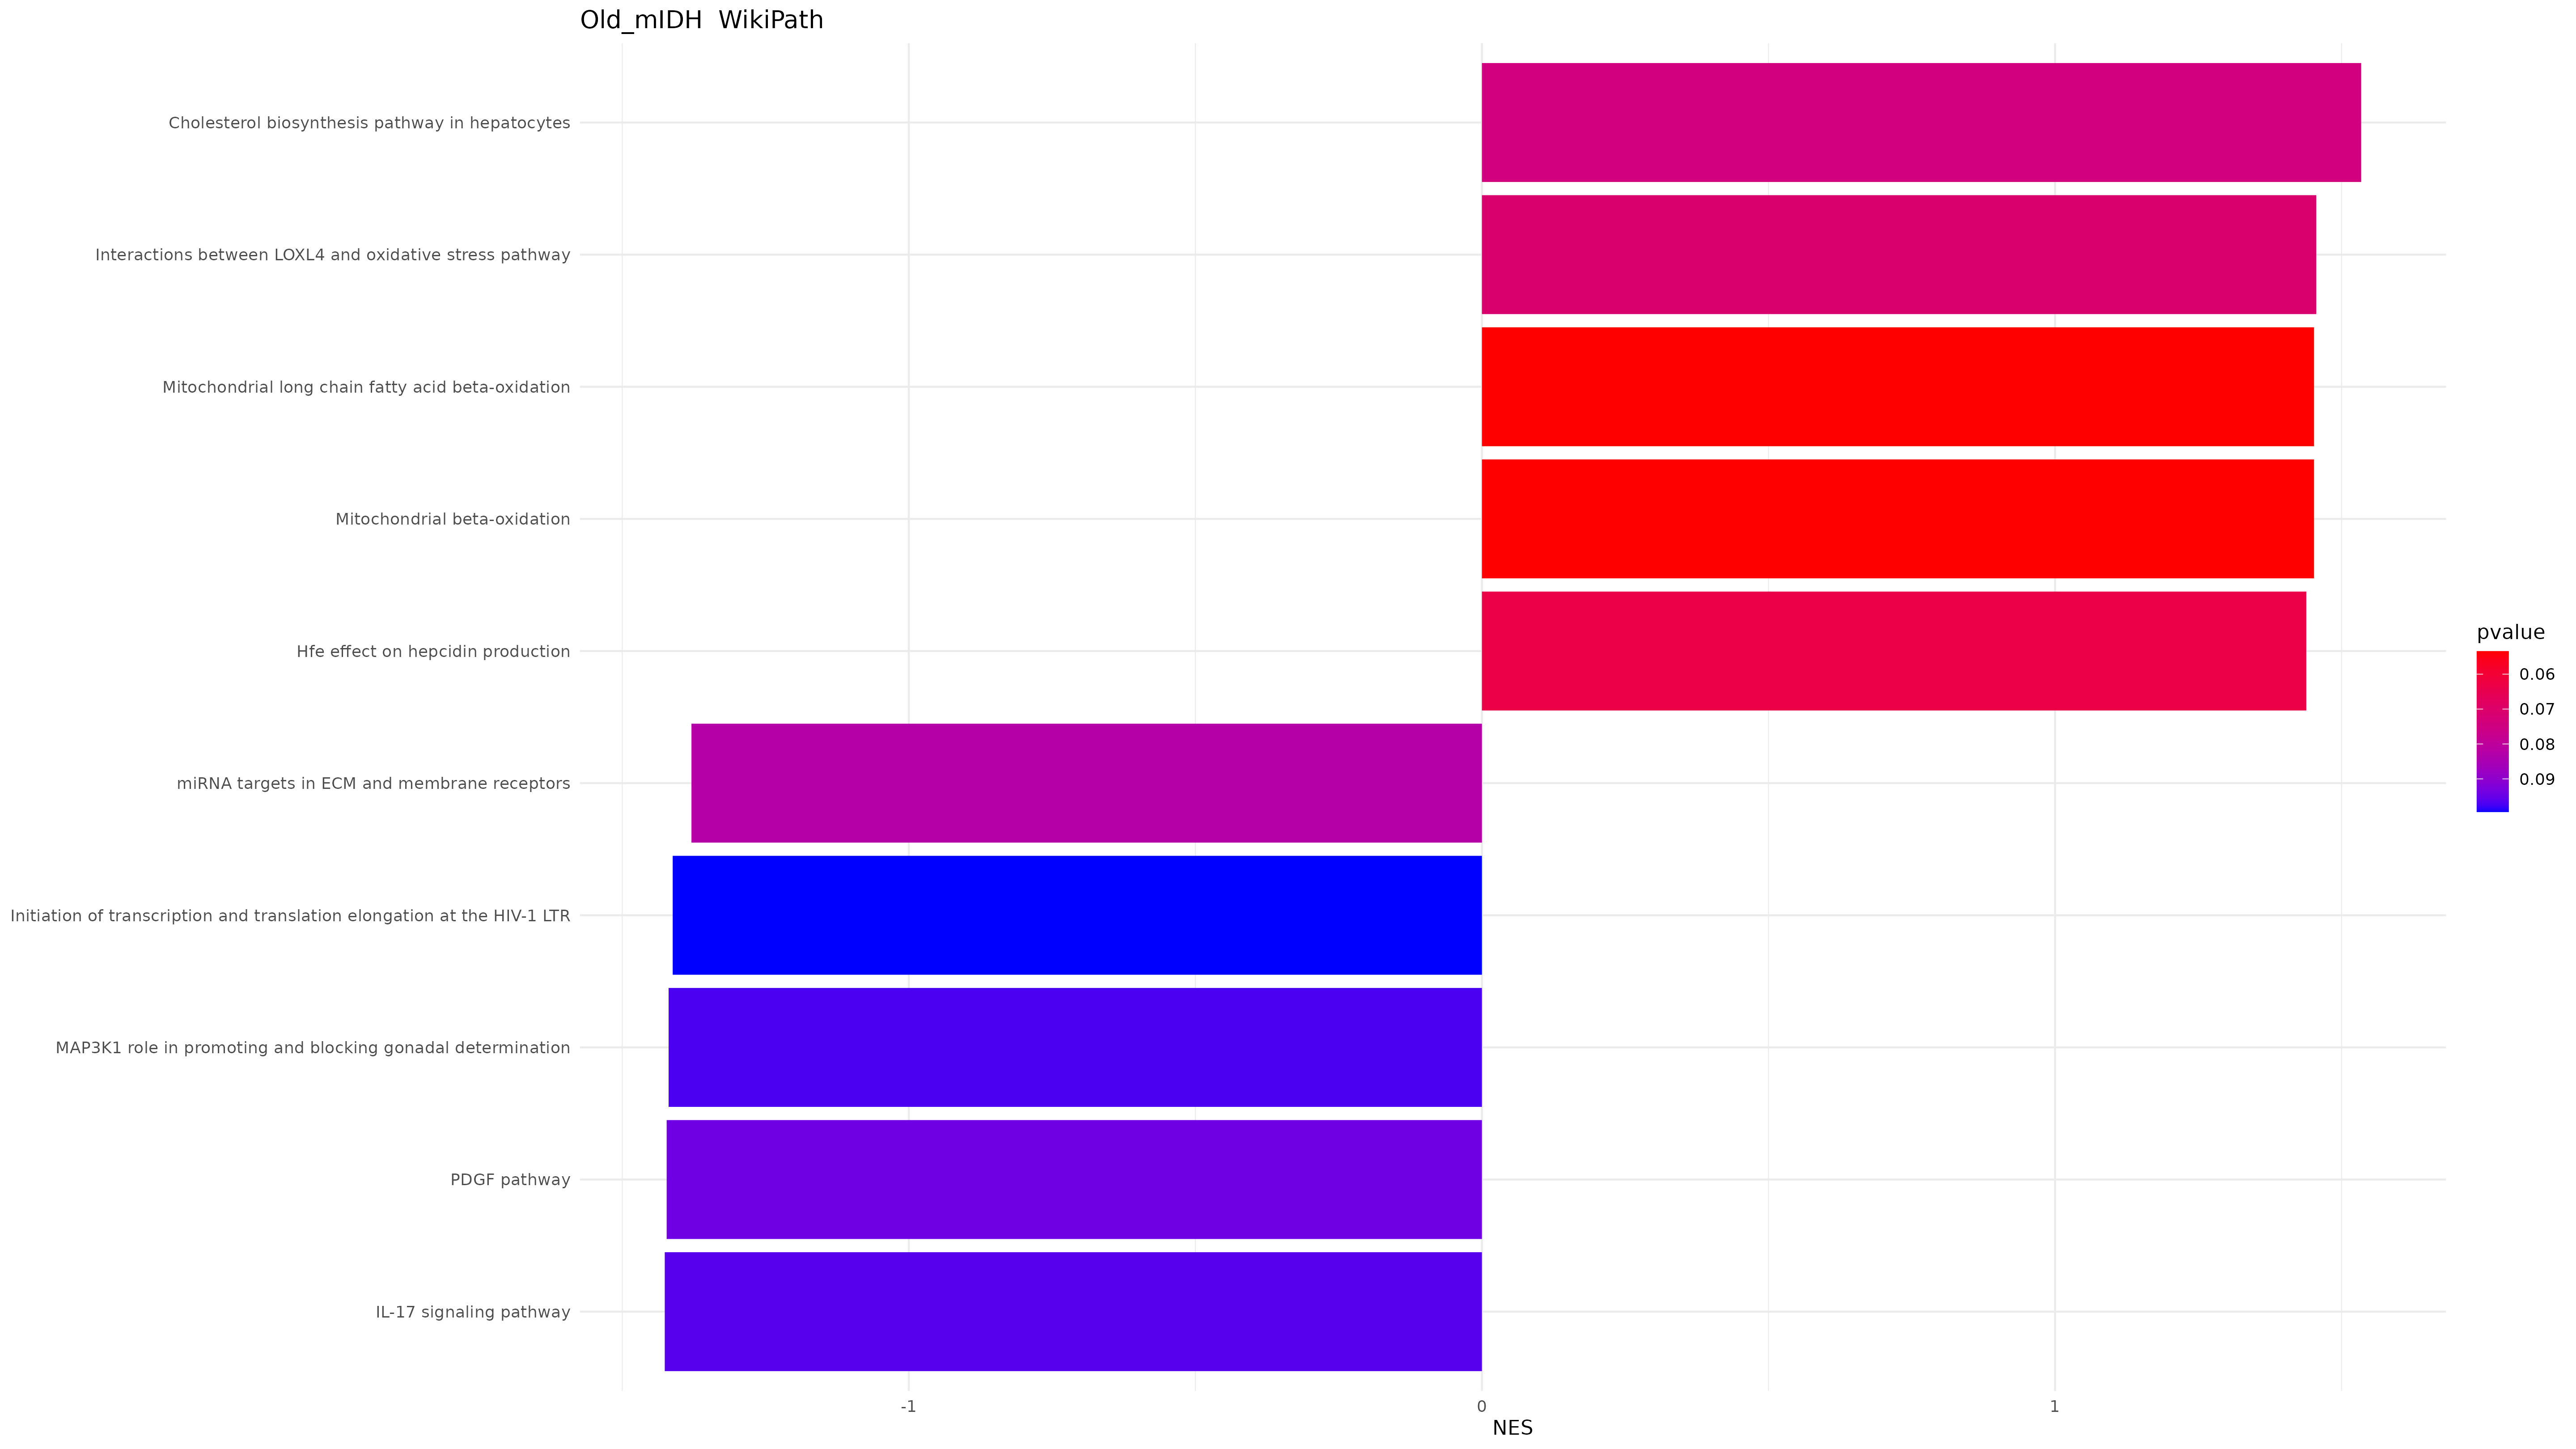 Old_mIDH  WikiPath
Cholesterol biosynthesis pathway in hepatocytes
Interactions between LOXL4 and oxidative stress pathway
Mitochondrial long chain fatty acid beta-oxidation
Mitochondrial beta-oxidation
Hfe effect on hepcidin production
miRNA targets in ECM and membrane receptors
Initiation of transcription and translation elongation at the HIV-1 LTR
MAP3K1 role in promoting and blocking gonadal determination
PDGF pathway
IL-17 signaling pathway
-1
0
1
NES
pvalue
0.06
0.07
0.08
0.09